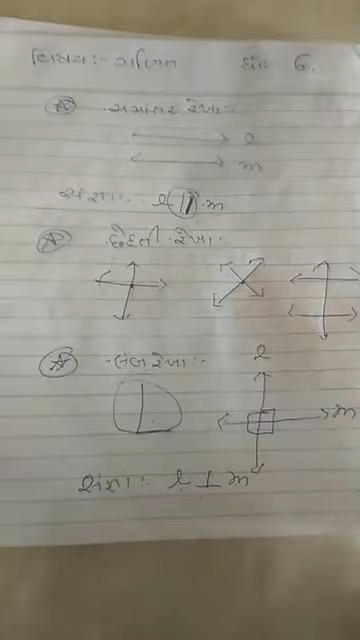 વિષય:- ગણિત ધો: 6.
સમાંતર રેખા:-
l
m
સંજ્ઞા:- l || m
છેદતી રેખા:-
લંબ રેખા:-
l
m
સંજ્ઞા:- l ⊥ m